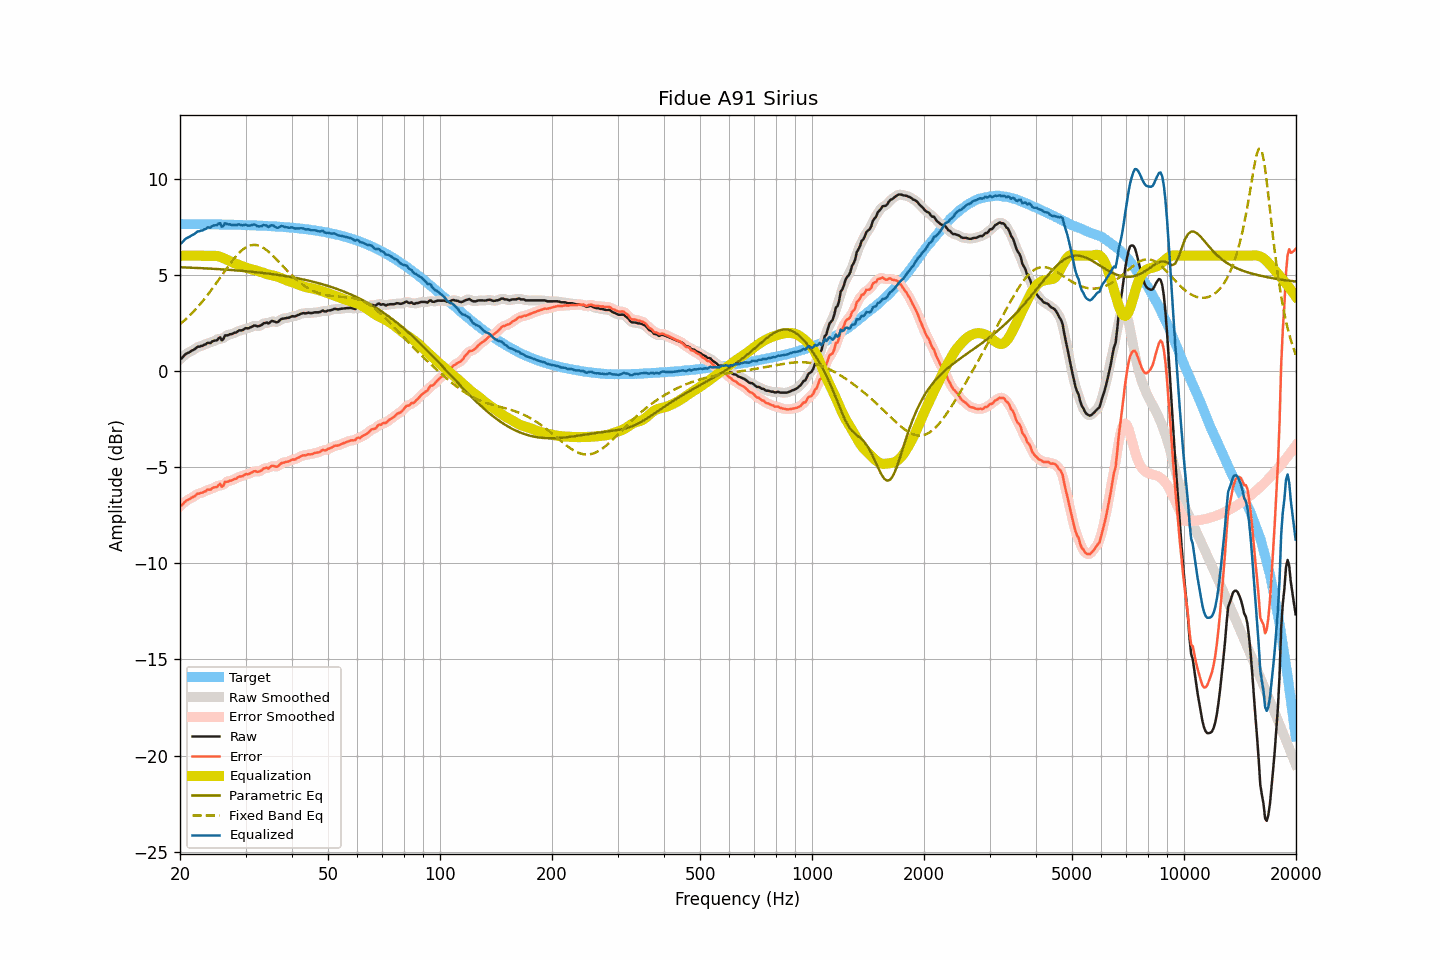 Fidue A91 Sirius
Amplitude (dBr)
10
5
0
−5
−10
−15
−20
−25
Target
Raw Smoothed
Error Smoothed
Raw
Error
Equalization
Parametric Eq
Fixed Band Eq
Equalized
20 50 100 200 500 1000 2000 5000 10000 20000
Frequency (Hz)